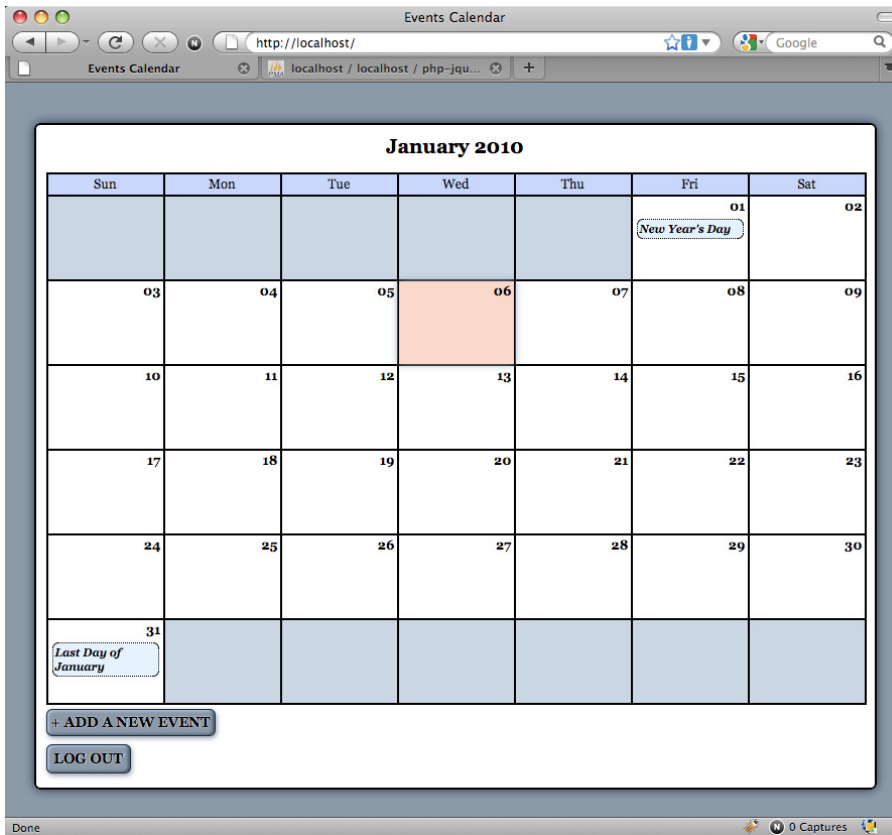 Events Calendar
http://localhost/
Google
Events Calendar
localhost / localhost / php-jqu...
January 2010
Sun Mon Tue Wed Thu Fri Sat
01 02
New Year's Day
03 04 05 06 07 08 09
10 11 12 13 14 15 16
17 18 19 20 21 22 23
24 25 26 27 28 29 30
31
Last Day of
January
+ ADD A NEW EVENT
LOG OUT
Done
0 Captures